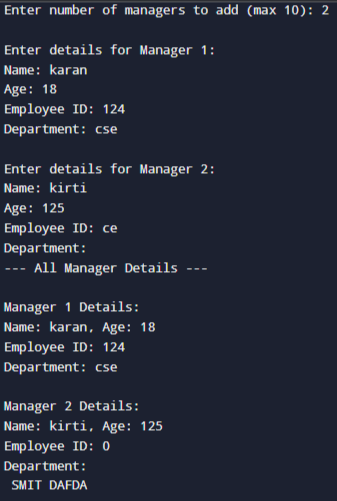 Enter number of managers to add (max 10): 2
Enter details for Manager 1:
Name: karan
Age: 18
Employee ID: 124
Department: cse
Enter details for Manager 2:
Name: kirti
Age: 125
Employee ID: ce
Department:
--- All Manager Details ---
Manager 1 Details:
Name: karan, Age: 18
Employee ID: 124
Department: cse
Manager 2 Details:
Name: kirti, Age: 125
Employee ID: 0
Department:
SMIT DAFDA